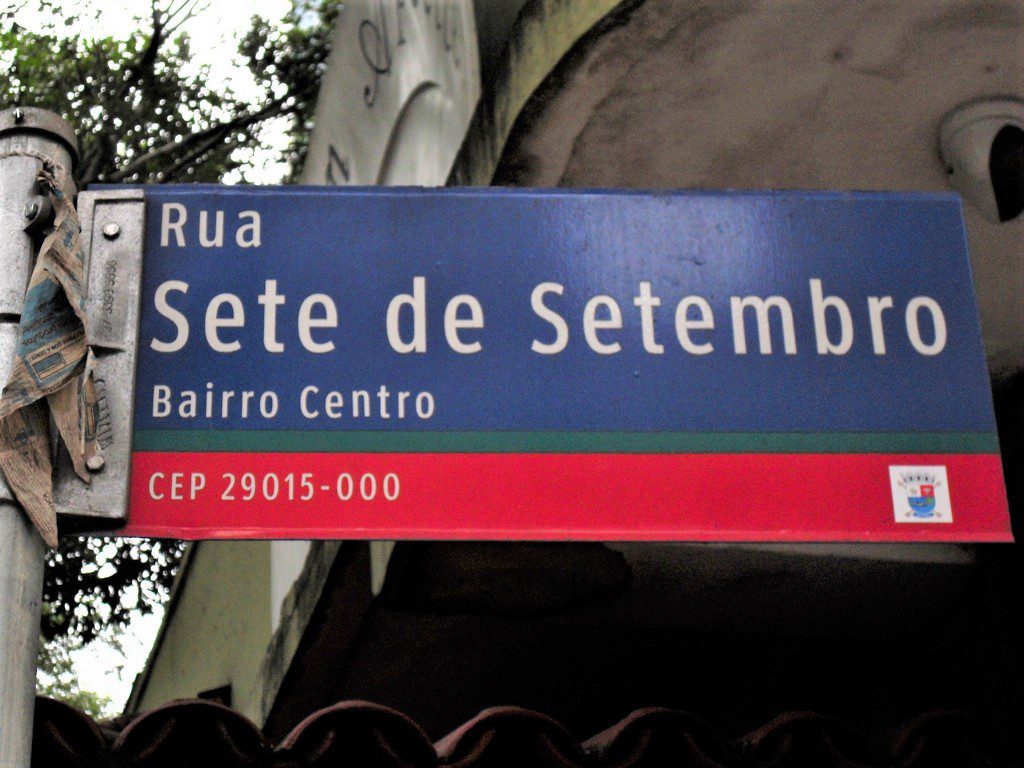 Rua
Sete de Setembro
Bairro Centro
CEP 29015-000